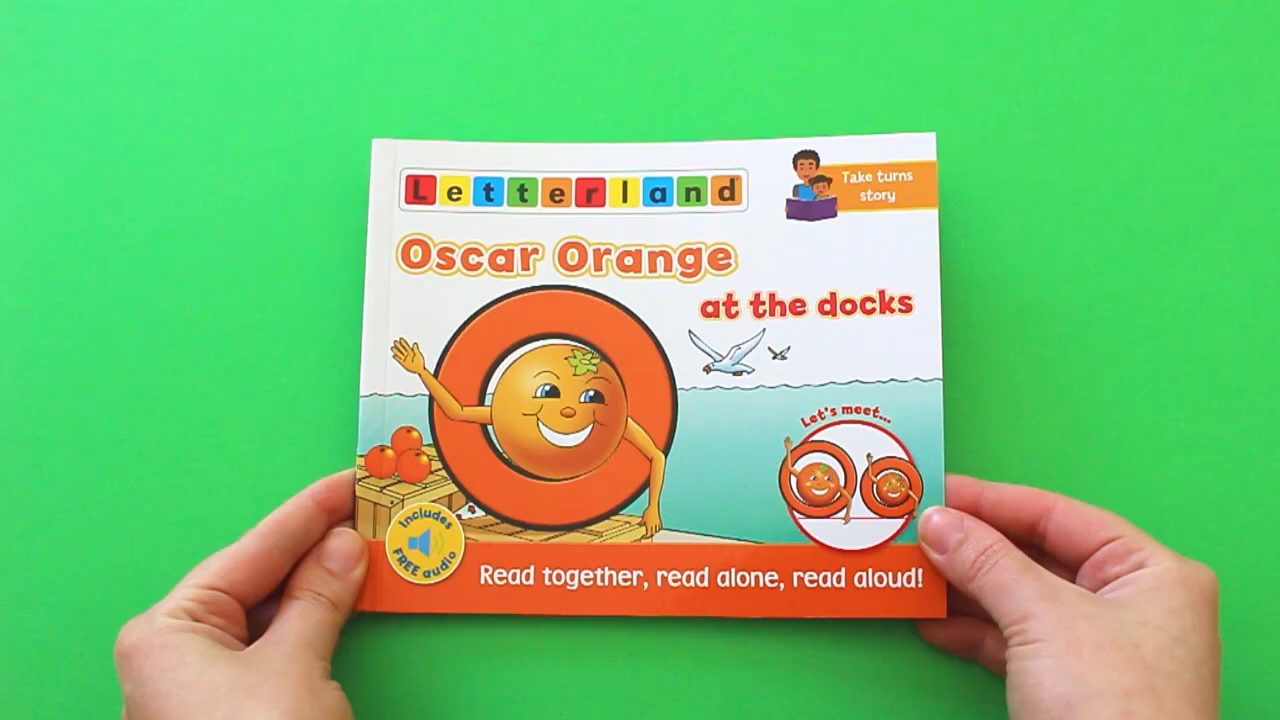 Letterland
Take turns
story
Oscar Orange
at the docks
Let's meet...
Includes
FREE audio
Read together, read alone, read aloud!